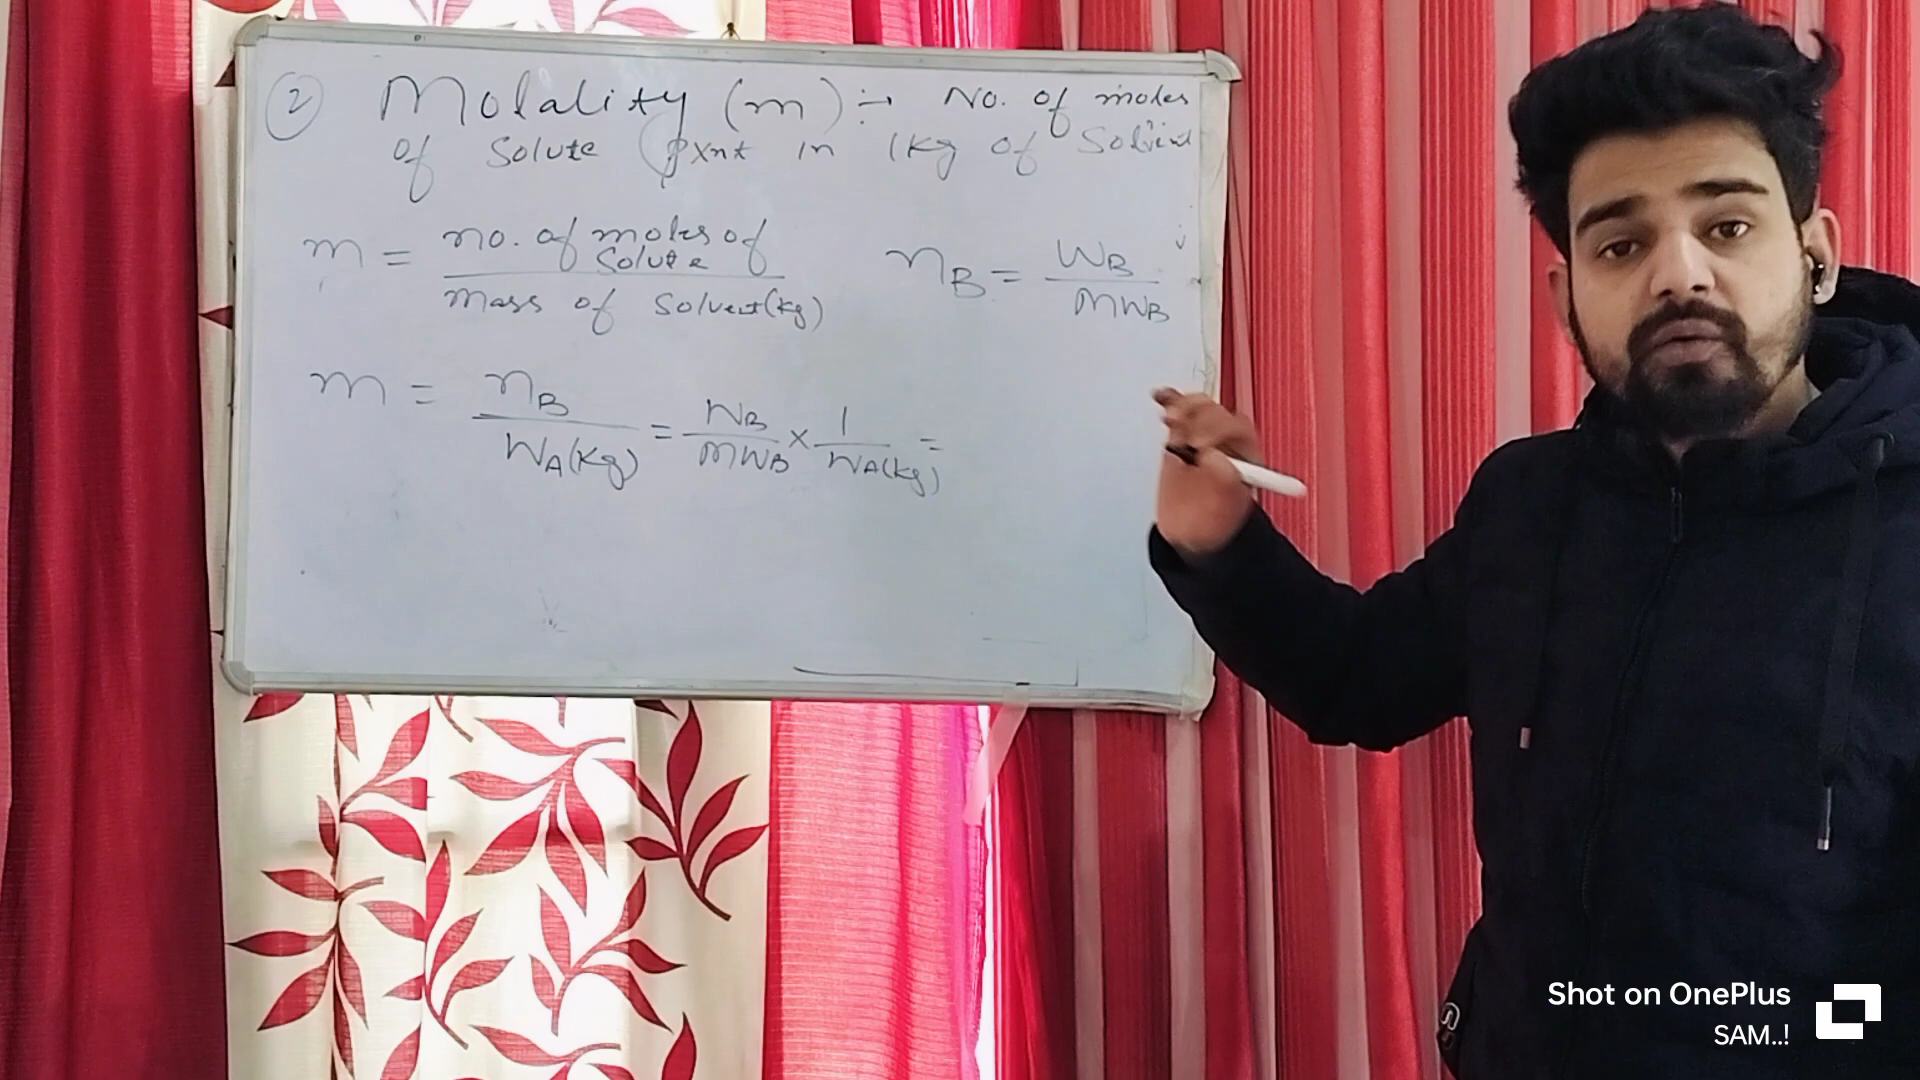 2 Molality (m) :→ No. of moles
of Solute pxnt in 1Kg of Solvent
m = no. of moles of Solute / Mass of Solvent(Kg)
nB = WB / MWB
m = nB / WA(Kg) = WB / MWB × 1 / WA(Kg) =
Shot on OnePlus
SAM..!